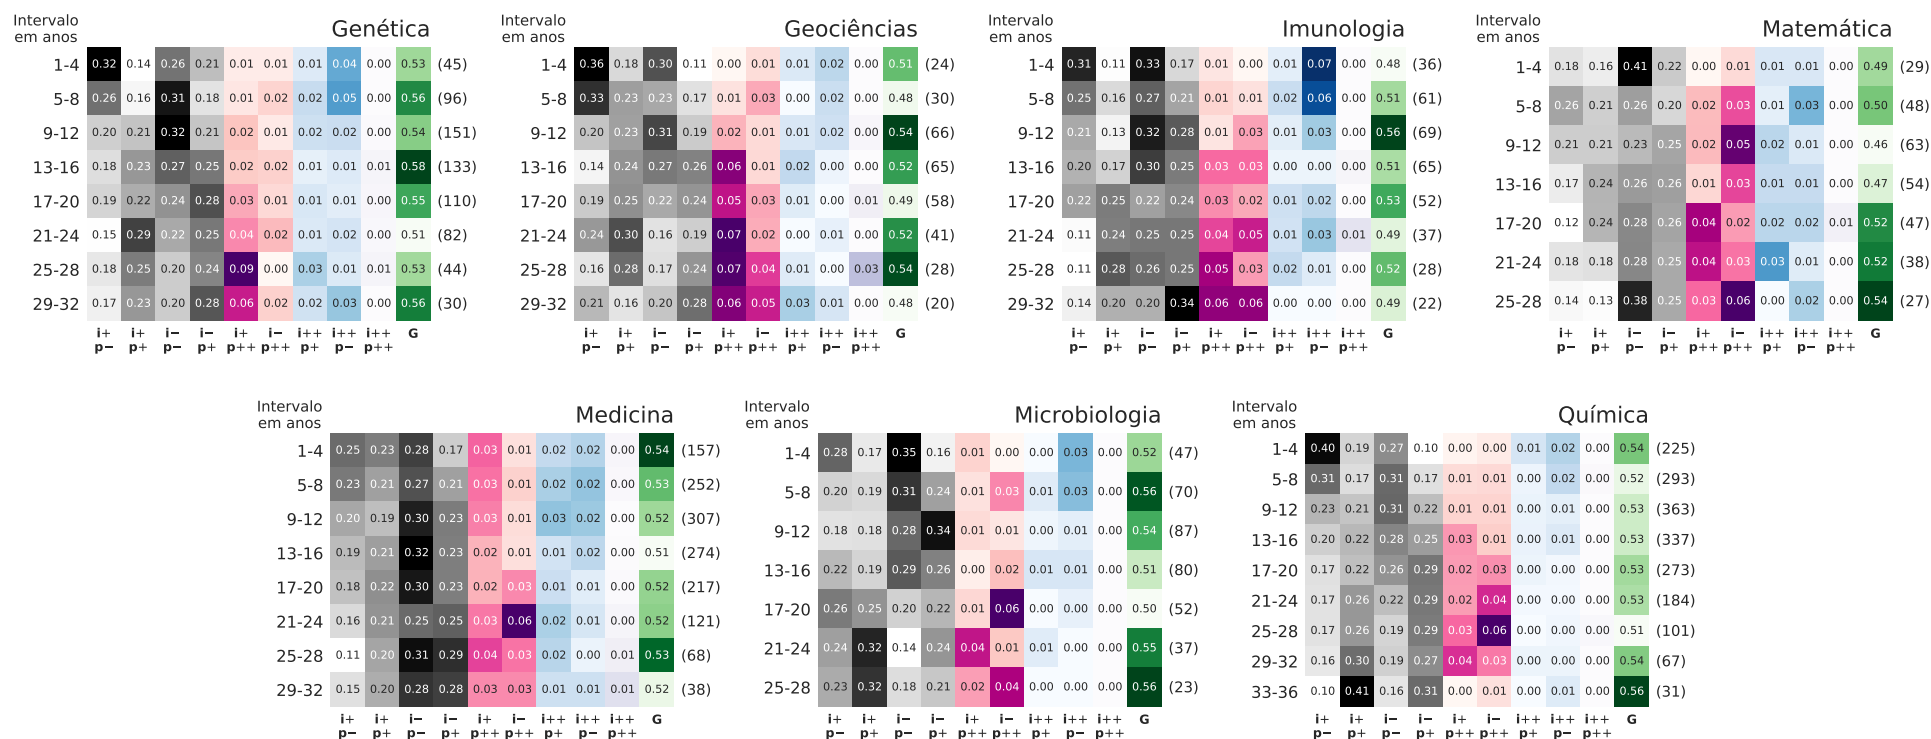 Intervalo
em anos
Genética
1-4 0.32 0.14 0.26 0.21 0.01 0.01 0.01 0.04 0.00 0.53 (45)
5-8 0.26 0.16 0.31 0.18 0.01 0.02 0.02 0.05 0.00 0.56 (96)
9-12 0.20 0.21 0.32 0.21 0.02 0.01 0.02 0.02 0.00 0.54 (151)
13-16 0.18 0.23 0.27 0.25 0.02 0.02 0.01 0.01 0.01 0.58 (133)
17-20 0.19 0.22 0.24 0.28 0.03 0.01 0.01 0.01 0.00 0.55 (110)
21-24 0.15 0.29 0.22 0.25 0.04 0.02 0.01 0.02 0.00 0.51 (82)
25-28 0.18 0.25 0.20 0.24 0.09 0.00 0.03 0.01 0.01 0.53 (44)
29-32 0.17 0.23 0.20 0.28 0.06 0.02 0.02 0.03 0.00 0.56 (30)
i+ i+ i− i− i+ i− i++ i++ i++ G
p− p+ p− p+ p++ p++ p+ p− p++
Intervalo
em anos
Geociências
1-4 0.36 0.18 0.30 0.11 0.00 0.01 0.01 0.02 0.00 0.51 (24)
5-8 0.33 0.23 0.23 0.17 0.01 0.03 0.00 0.02 0.00 0.48 (30)
9-12 0.20 0.23 0.31 0.19 0.02 0.01 0.01 0.02 0.00 0.54 (66)
13-16 0.14 0.24 0.27 0.26 0.06 0.01 0.02 0.00 0.00 0.52 (65)
17-20 0.19 0.25 0.22 0.24 0.05 0.03 0.01 0.00 0.01 0.49 (58)
21-24 0.24 0.30 0.16 0.19 0.07 0.02 0.00 0.01 0.00 0.52 (41)
25-28 0.16 0.28 0.17 0.24 0.07 0.04 0.01 0.00 0.03 0.54 (28)
29-32 0.21 0.16 0.20 0.28 0.06 0.05 0.03 0.01 0.00 0.48 (20)
i+ i+ i− i− i+ i− i++ i++ i++ G
p− p+ p− p+ p++ p++ p+ p− p++
Intervalo
em anos
Imunologia
1-4 0.31 0.11 0.33 0.17 0.01 0.00 0.01 0.07 0.00 0.48 (36)
5-8 0.25 0.16 0.27 0.21 0.01 0.01 0.02 0.06 0.00 0.51 (61)
9-12 0.21 0.13 0.32 0.28 0.01 0.03 0.01 0.03 0.00 0.56 (69)
13-16 0.20 0.17 0.30 0.25 0.03 0.03 0.00 0.00 0.00 0.51 (65)
17-20 0.22 0.25 0.22 0.24 0.03 0.02 0.01 0.02 0.00 0.53 (52)
21-24 0.11 0.24 0.25 0.25 0.04 0.05 0.01 0.03 0.01 0.49 (37)
25-28 0.11 0.28 0.26 0.25 0.05 0.03 0.02 0.01 0.00 0.52 (28)
29-32 0.14 0.20 0.20 0.34 0.06 0.06 0.00 0.00 0.00 0.49 (22)
i+ i+ i− i− i+ i− i++ i++ i++ G
p− p+ p− p+ p++ p++ p+ p− p++
Intervalo
em anos
Matemática
1-4 0.18 0.16 0.41 0.22 0.00 0.01 0.01 0.01 0.00 0.49 (29)
5-8 0.26 0.21 0.26 0.20 0.02 0.03 0.01 0.03 0.00 0.50 (48)
9-12 0.21 0.21 0.23 0.25 0.02 0.05 0.02 0.01 0.00 0.46 (63)
13-16 0.17 0.24 0.26 0.26 0.01 0.03 0.01 0.01 0.00 0.47 (54)
17-20 0.12 0.24 0.28 0.26 0.04 0.02 0.02 0.02 0.01 0.52 (47)
21-24 0.18 0.18 0.28 0.25 0.04 0.03 0.03 0.01 0.00 0.52 (38)
25-28 0.14 0.13 0.38 0.25 0.03 0.06 0.00 0.02 0.00 0.54 (27)
i+ i+ i− i− i+ i− i++ i++ i++ G
p− p+ p− p+ p++ p++ p+ p− p++
Intervalo
em anos
Medicina
1-4 0.25 0.23 0.28 0.17 0.03 0.01 0.02 0.02 0.00 0.54 (157)
5-8 0.23 0.21 0.27 0.21 0.03 0.01 0.02 0.02 0.00 0.53 (252)
9-12 0.20 0.19 0.30 0.23 0.03 0.01 0.03 0.02 0.00 0.52 (307)
13-16 0.19 0.21 0.32 0.23 0.02 0.01 0.01 0.02 0.00 0.51 (274)
17-20 0.18 0.22 0.30 0.23 0.02 0.03 0.01 0.01 0.00 0.52 (217)
21-24 0.16 0.21 0.25 0.25 0.03 0.06 0.02 0.01 0.00 0.52 (121)
25-28 0.11 0.20 0.31 0.29 0.04 0.03 0.02 0.00 0.01 0.53 (68)
29-32 0.15 0.20 0.28 0.28 0.03 0.03 0.01 0.01 0.01 0.52 (38)
i+ i+ i− i− i+ i− i++ i++ i++ G
p− p+ p− p+ p++ p++ p+ p− p++
Intervalo
em anos
Microbiologia
1-4 0.28 0.17 0.35 0.16 0.01 0.00 0.00 0.03 0.00 0.52 (47)
5-8 0.20 0.19 0.31 0.24 0.01 0.03 0.01 0.03 0.00 0.56 (70)
9-12 0.18 0.18 0.28 0.34 0.01 0.01 0.00 0.01 0.00 0.54 (87)
13-16 0.22 0.19 0.29 0.26 0.00 0.02 0.01 0.01 0.00 0.51 (80)
17-20 0.26 0.25 0.20 0.22 0.01 0.06 0.00 0.00 0.00 0.50 (52)
21-24 0.24 0.32 0.14 0.24 0.04 0.01 0.01 0.00 0.00 0.55 (37)
25-28 0.23 0.32 0.18 0.21 0.02 0.04 0.00 0.00 0.00 0.56 (23)
i+ i+ i− i− i+ i− i++ i++ i++ G
p− p+ p− p+ p++ p++ p+ p− p++
Intervalo
em anos
Química
1-4 0.40 0.19 0.27 0.10 0.00 0.00 0.01 0.02 0.00 0.54 (225)
5-8 0.31 0.17 0.31 0.17 0.01 0.01 0.00 0.02 0.00 0.52 (293)
9-12 0.23 0.21 0.31 0.22 0.01 0.01 0.00 0.01 0.00 0.53 (363)
13-16 0.20 0.22 0.28 0.25 0.03 0.01 0.00 0.01 0.00 0.53 (337)
17-20 0.17 0.22 0.26 0.29 0.02 0.03 0.00 0.00 0.00 0.53 (273)
21-24 0.17 0.26 0.22 0.29 0.02 0.04 0.00 0.00 0.00 0.53 (184)
25-28 0.17 0.26 0.19 0.29 0.03 0.06 0.00 0.00 0.00 0.51 (101)
29-32 0.16 0.30 0.19 0.27 0.04 0.03 0.00 0.00 0.00 0.54 (67)
33-36 0.10 0.41 0.16 0.31 0.00 0.01 0.00 0.00 0.00 0.56 (31)
i+ i+ i− i− i+ i− i++ i++ i++ G
p− p+ p− p+ p++ p++ p+ p− p++